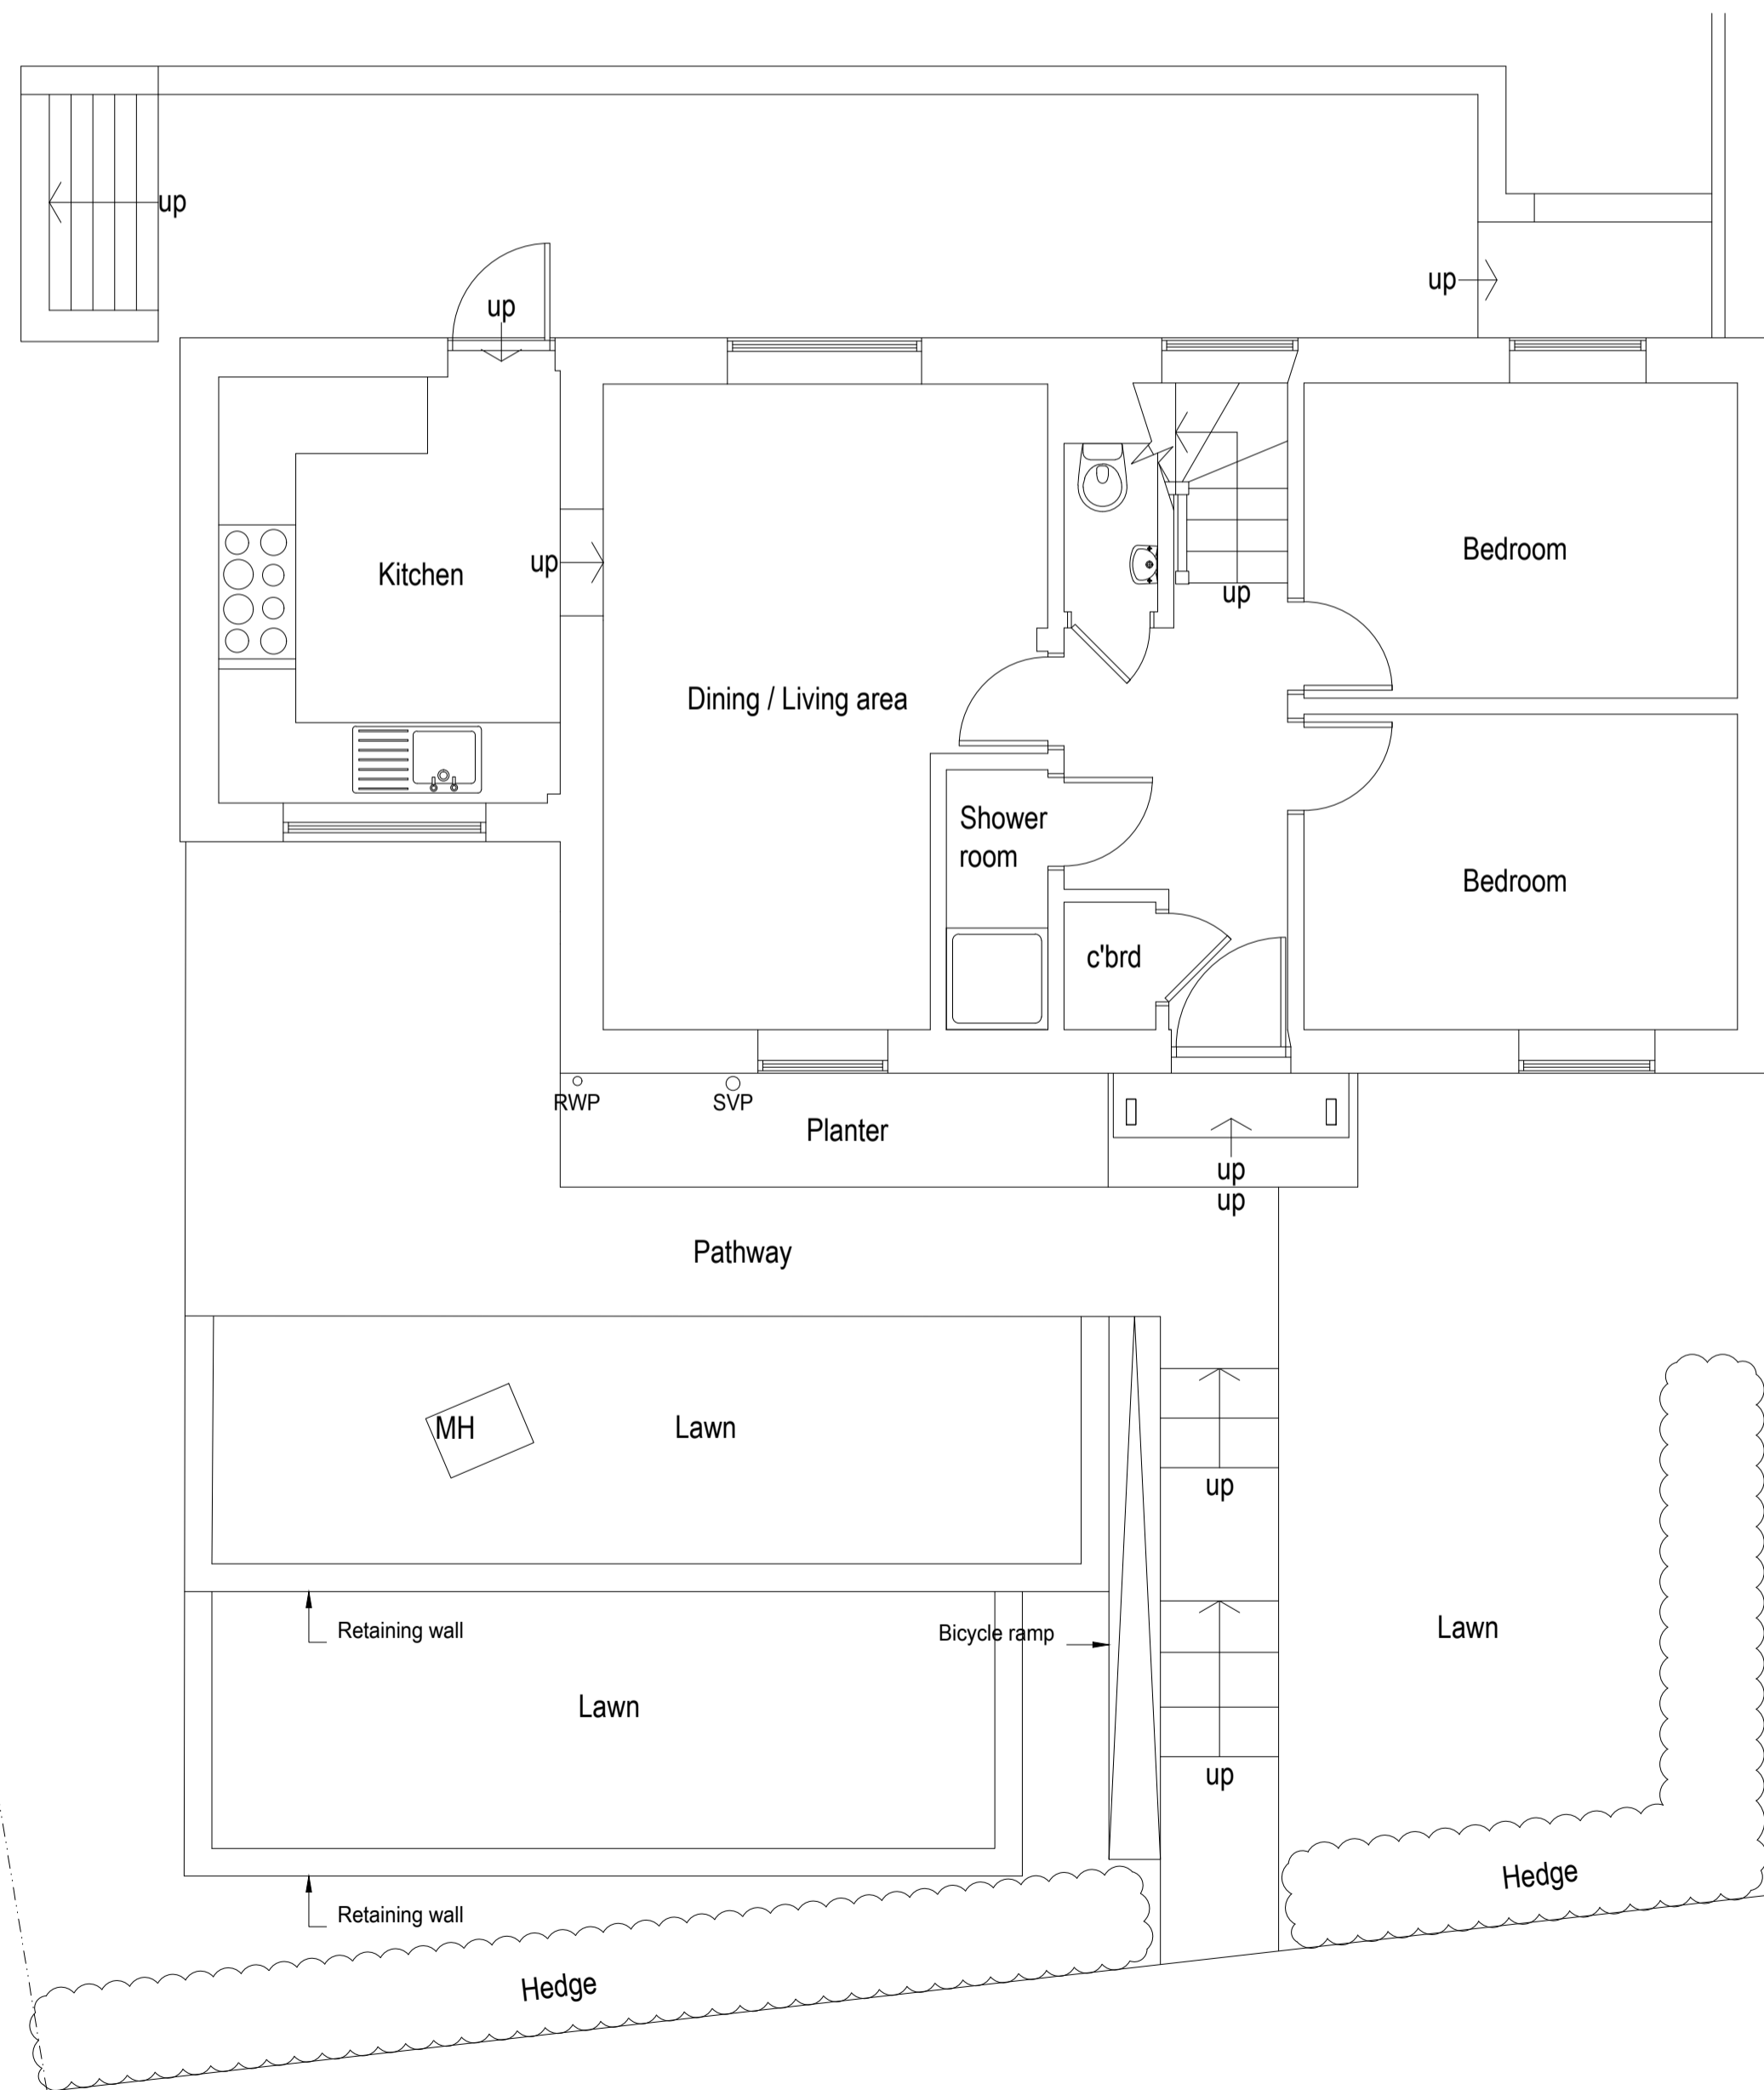 up
up
up
Kitchen
up
Dining / Living area
up
Bedroom
Shower
room
c'brd
Bedroom
RWP
SVP
Planter
up
up
Pathway
MH
Lawn
up
Retaining wall
Bicycle ramp
Lawn
Lawn
up
Retaining wall
Hedge
Hedge